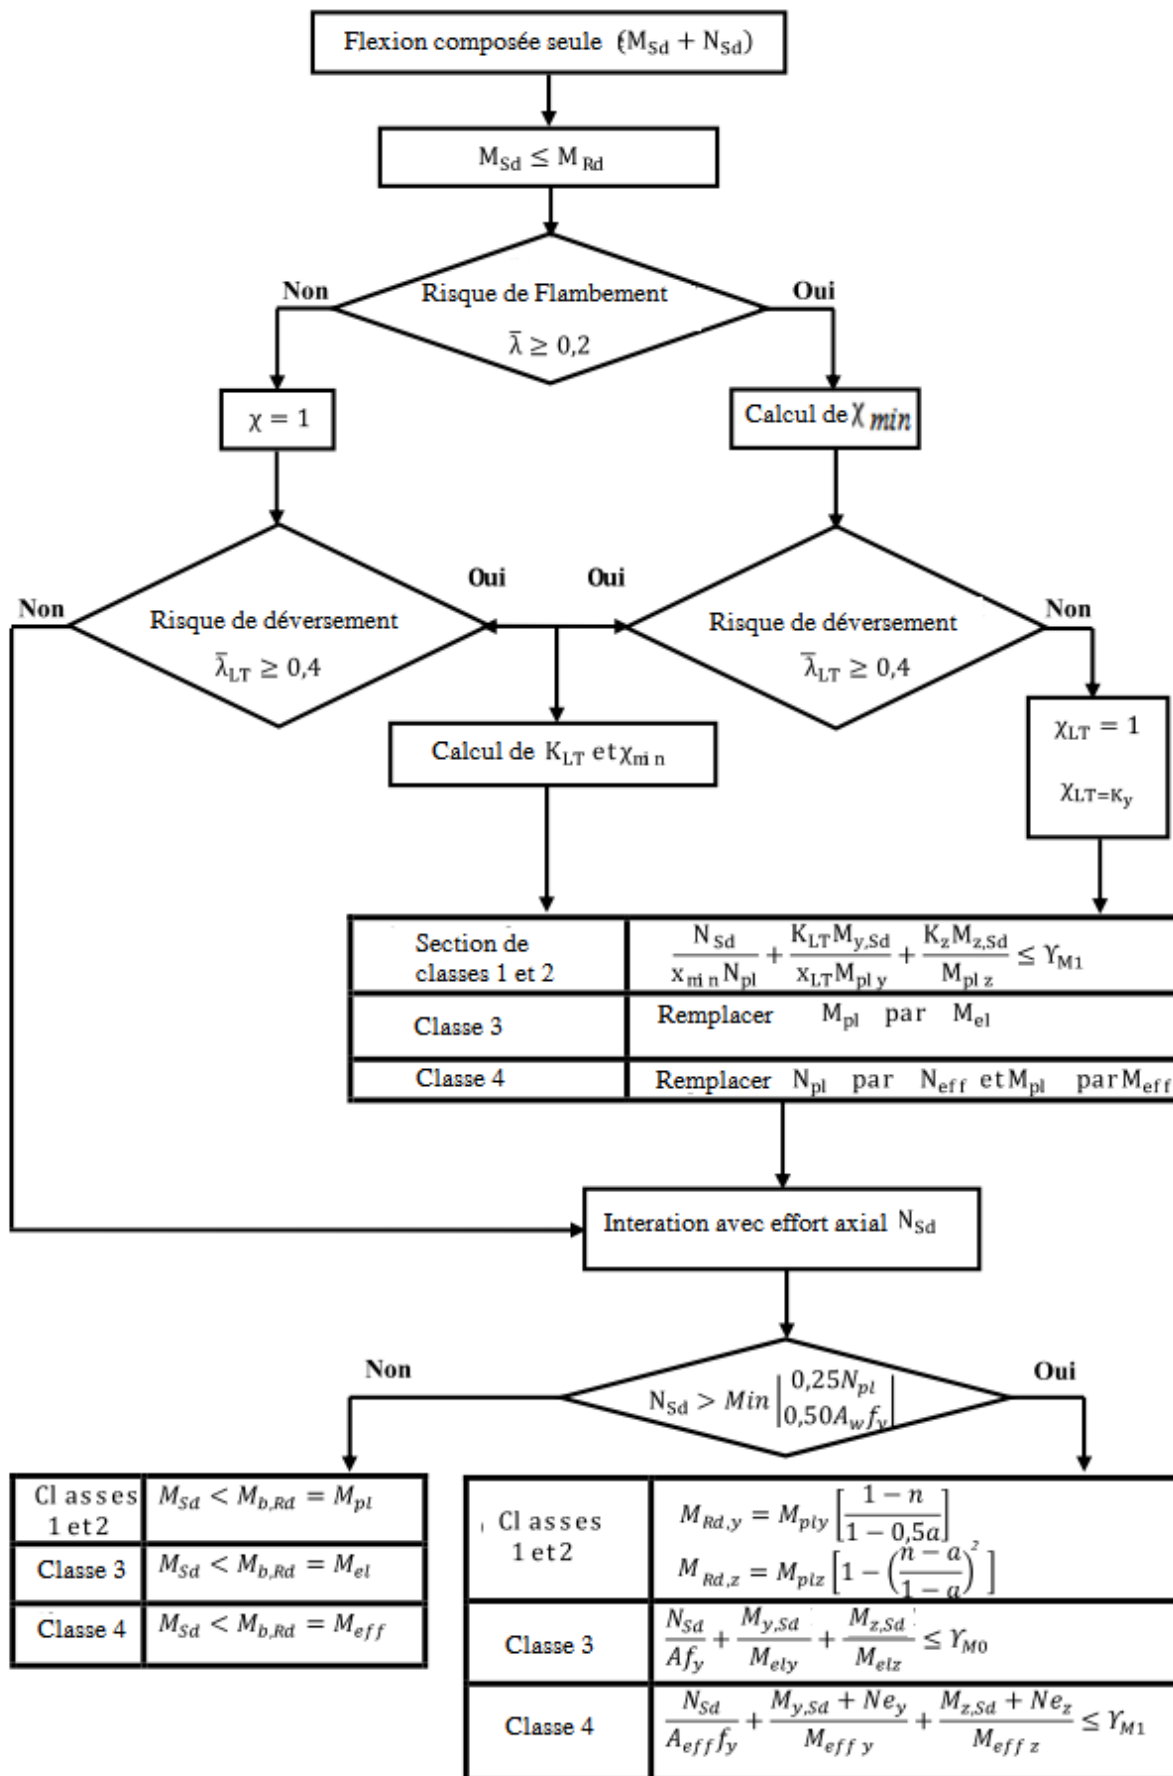 Flexion composée seule (M_Sd + N_Sd)
M_Sd ≤ M_Rd
Non
Risque de Flambement
Oui
λ̄ ≥ 0,2
χ = 1
Calcul de χ_min
Non
Risque de déversement
λ̄_LT ≥ 0,4
Oui
Oui
Risque de déversement
λ̄_LT ≥ 0,4
Non
Calcul de K_LT et χ_min
χ_LT = 1
χ_LT=K_y
Section de
classes 1 et 2
N_Sd/(x_min N_pl) + K_LT M_y,Sd/(x_LT M_pl y) + K_z M_z,Sd/M_pl z ≤ ϒ_M1
Classe 3
Remplacer M_pl par M_el
Classe 4
Remplacer N_pl par N_eff et M_pl par M_eff
Interation avec effort axial N_Sd
Non
N_Sd > Min |0,25N_pl
0,50A_w f_y|
Oui
Classes
1 et 2
M_Sd < M_b,Rd = M_pl
Classe 3
M_Sd < M_b,Rd = M_el
Classe 4
M_Sd < M_b,Rd = M_eff
Classes
1 et 2
M_Rd,y = M_ply [(1 − n)/(1 − 0,5a)]
M_Rd,z = M_plz [1 − ((n − a)/(1 − a))²]
Classe 3
N_Sd/(A f_y) + M_y,Sd/M_ely + M_z,Sd/M_elz ≤ ϒ_M0
Classe 4
N_Sd/(A_eff f_y) + (M_y,Sd + Ne_y)/M_eff y + (M_z,Sd + Ne_z)/M_eff z ≤ ϒ_M1